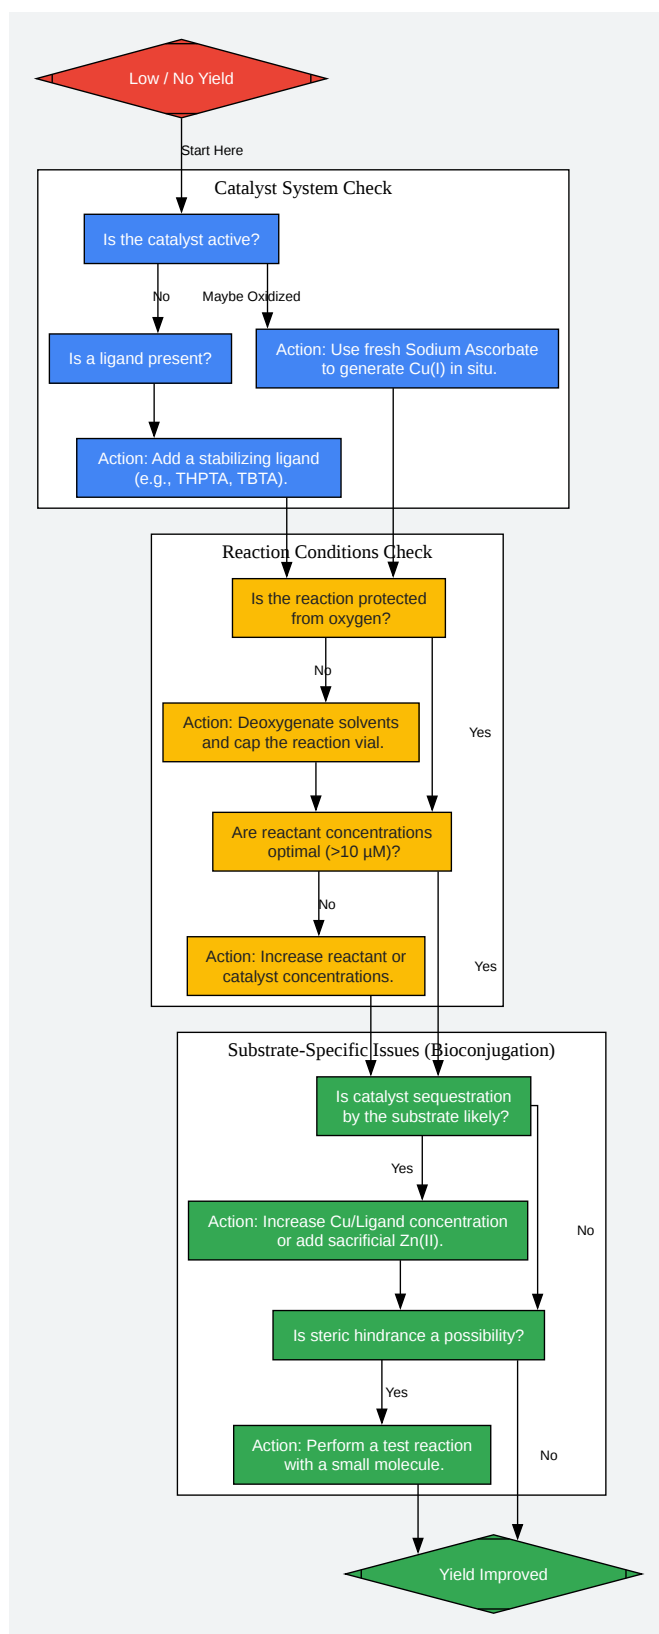 Low / No Yield
Start Here
Catalyst System Check
Is the catalyst active?
No
Maybe Oxidized
Is a ligand present?
Action: Use fresh Sodium Ascorbate
to generate Cu(I) in situ.
Action: Add a stabilizing ligand
(e.g., THPTA, TBTA).
Reaction Conditions Check
Is the reaction protected
from oxygen?
No
Action: Deoxygenate solvents
and cap the reaction vial.
Yes
Are reactant concentrations
optimal (>10 µM)?
No
Action: Increase reactant or
catalyst concentrations.
Yes
Substrate-Specific Issues (Bioconjugation)
Is catalyst sequestration
by the substrate likely?
Yes
Action: Increase Cu/Ligand concentration
or add sacrificial Zn(II).
No
Is steric hindrance a possibility?
Yes
Action: Perform a test reaction
with a small molecule.
No
Yield Improved